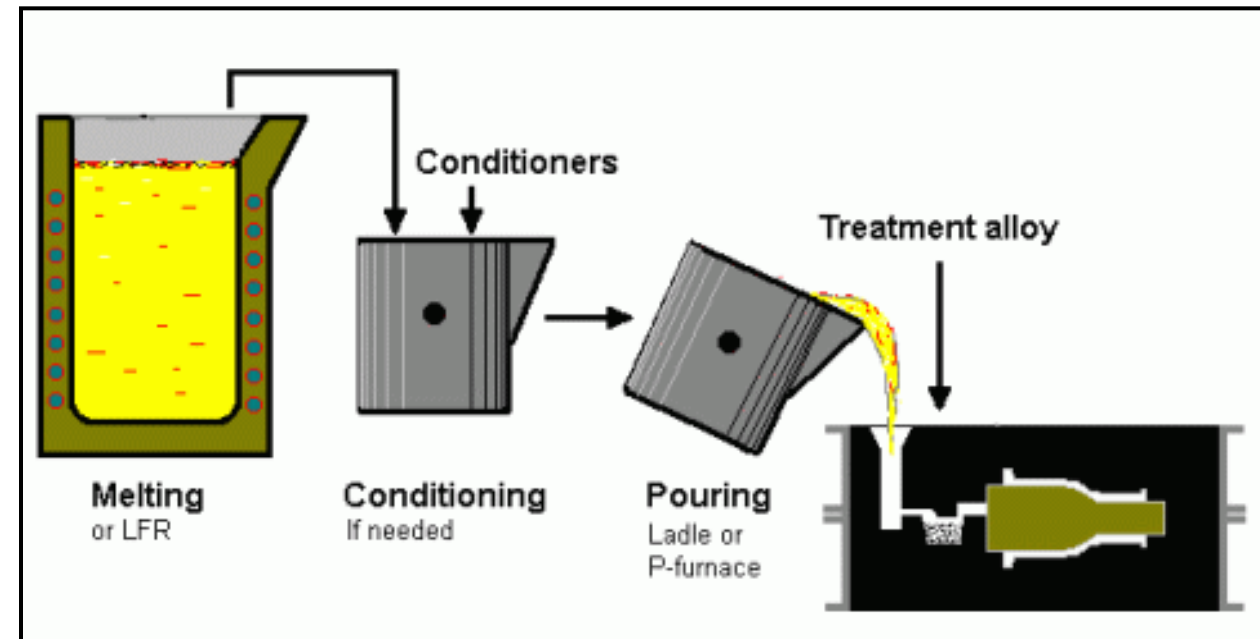 Conditioners
Treatment alloy
Melting
or LFR
Conditioning
If needed
Pouring
Ladle or
P-furnace